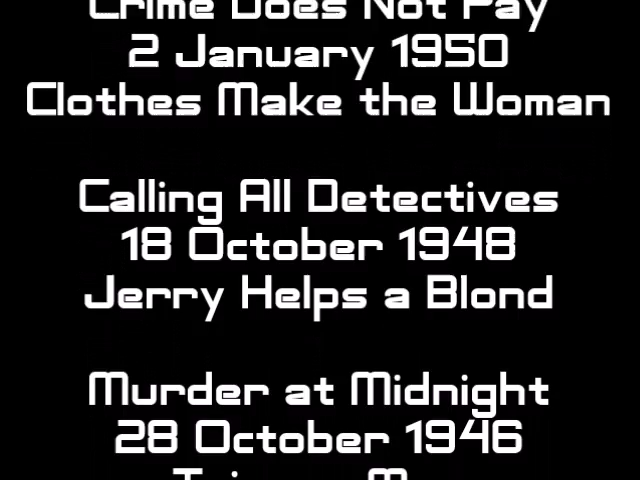 Crime Does Not Pay
2 January 1950
Clothes Make the Woman
Calling All Detectives
18 October 1948
Jerry Helps a Blond
Murder at Midnight
28 October 1946